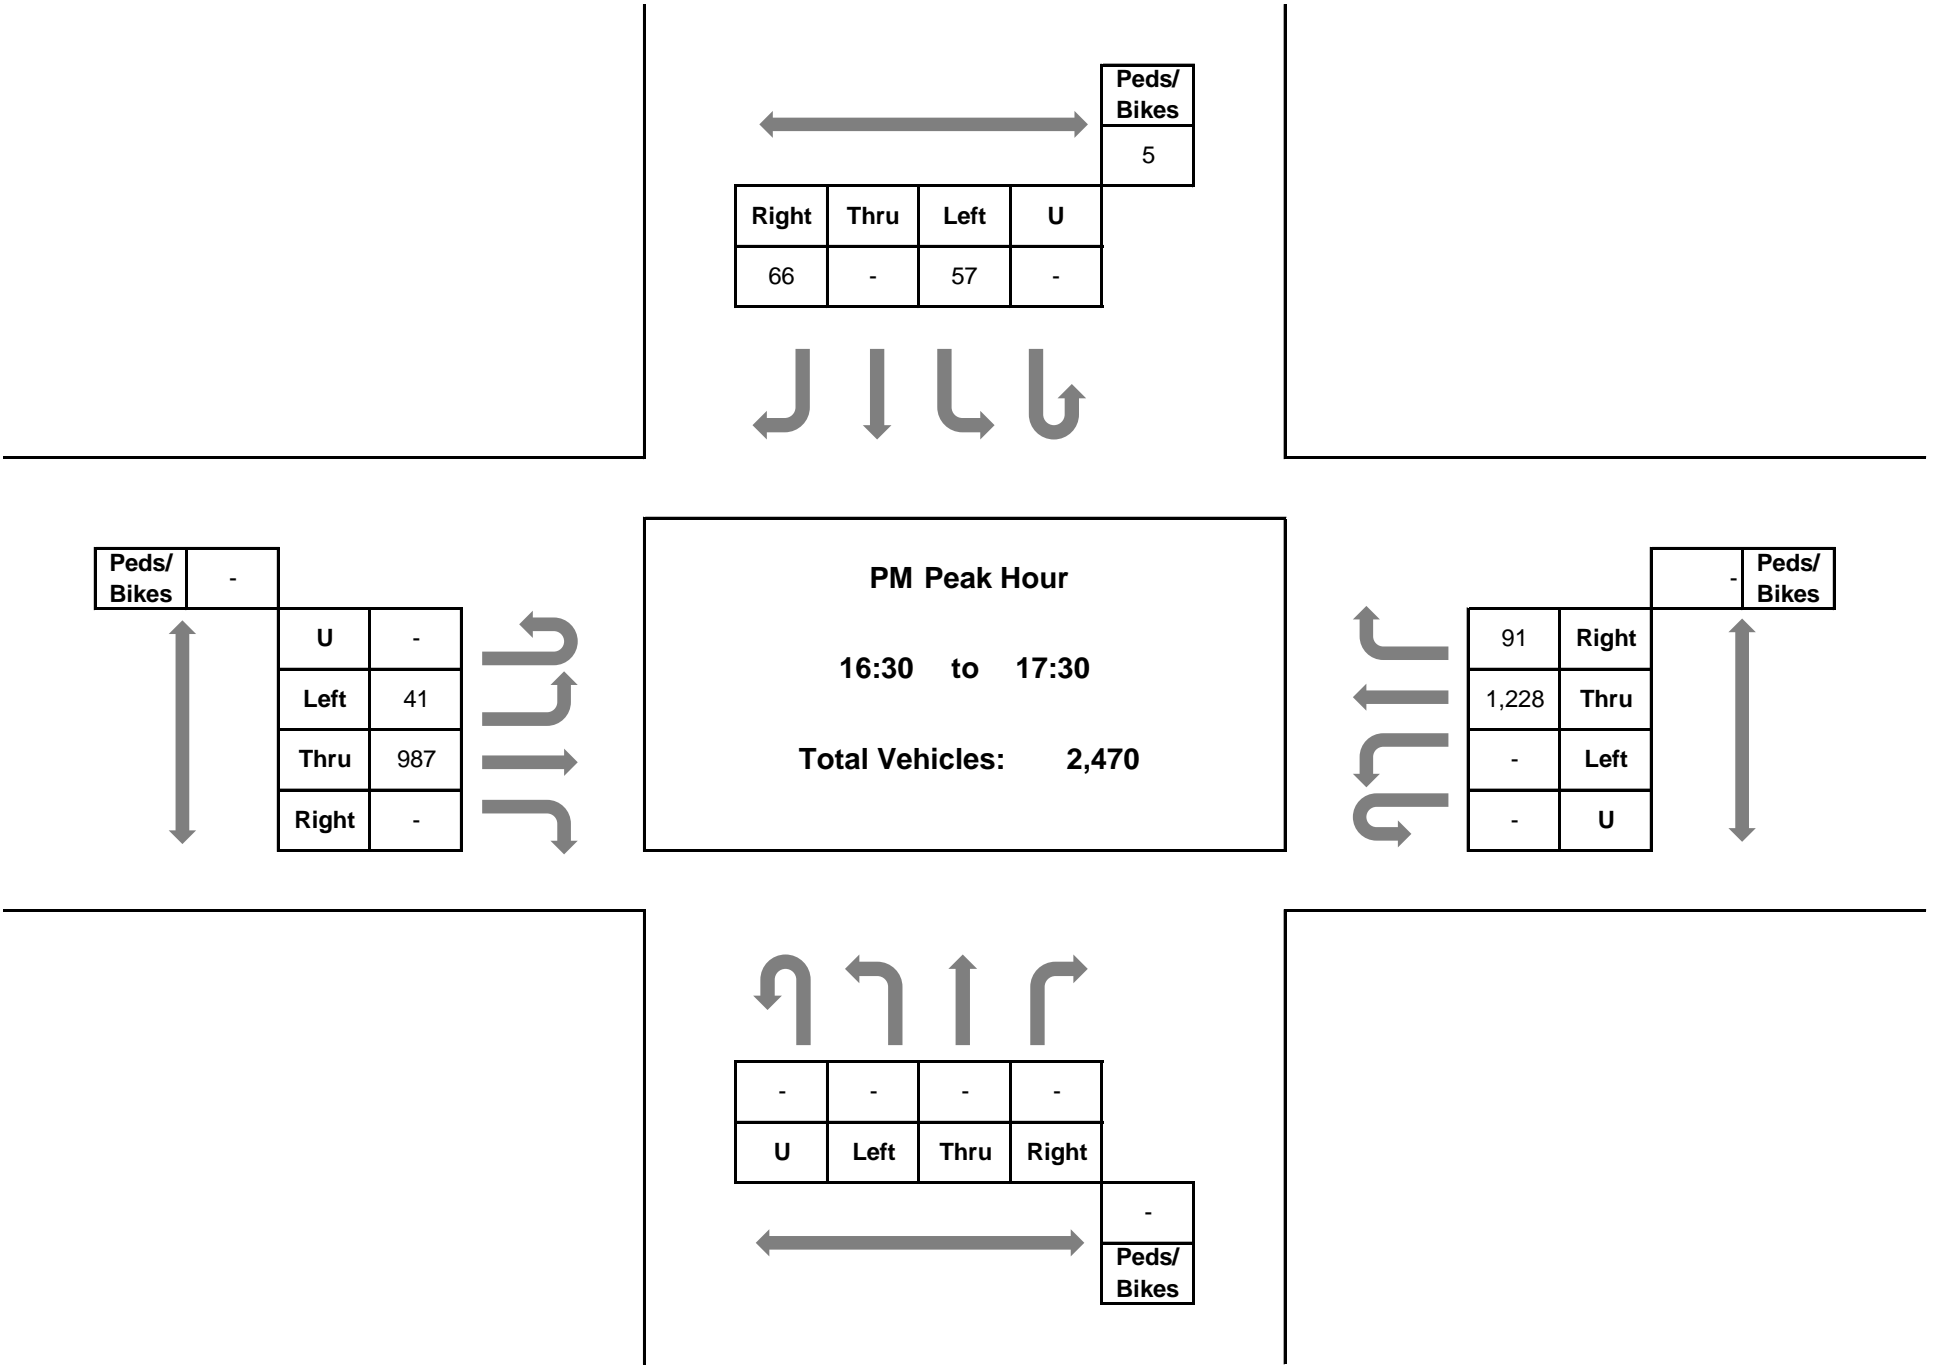 Peds/
Bikes
5
Right Thru Left U
66 - 57 -
Peds/
Bikes
-
U -
Left 41
Thru 987
Right -
PM Peak Hour
16:30 to 17:30
Total Vehicles: 2,470
-
Peds/
Bikes
91 Right
1,228 Thru
- Left
- U
- - - -
U Left Thru Right
-
Peds/
Bikes